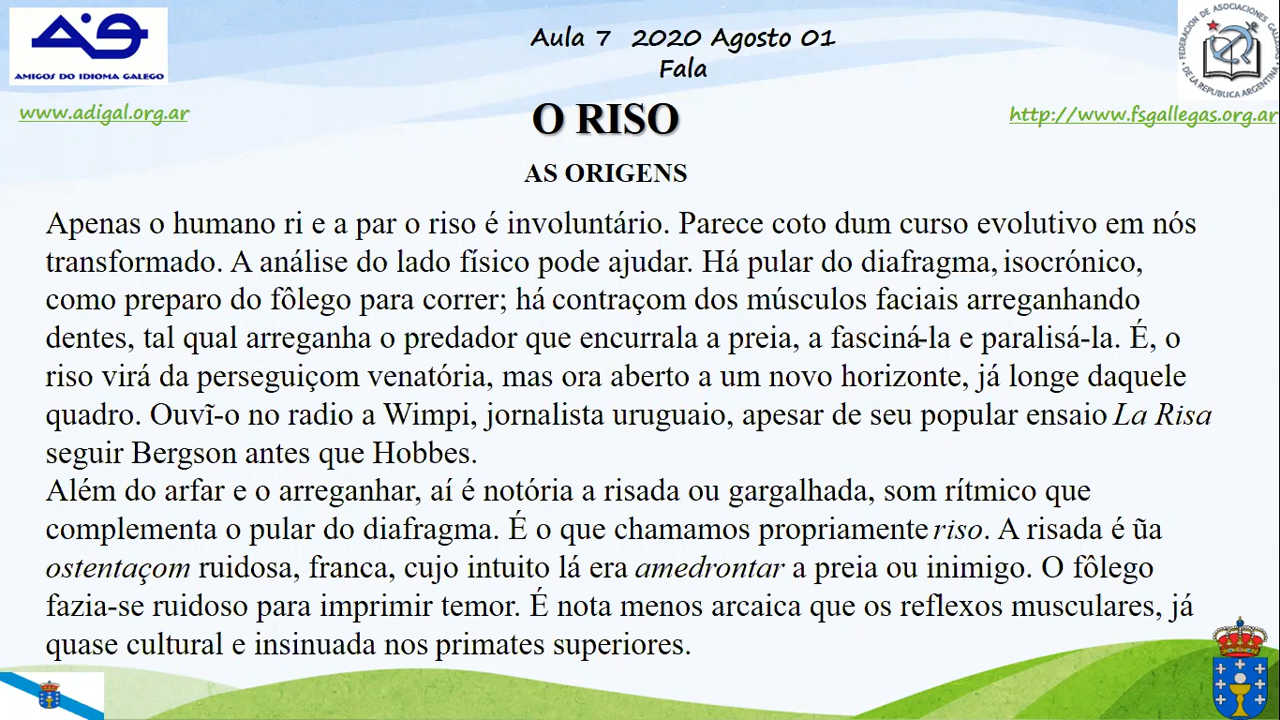 AMIGOS DO IDIOMA GALEGO
Aula 7 2020 Agosto 01
Fala
FEDERACION DE ASOCIACIONES GALLEGAS DE LA REPUBLICA ARGENTINA
www.adigal.org.ar
http://www.fsgallegas.org.ar
O RISO
AS ORIGENS
Apenas o humano ri e a par o riso é involuntário. Parece coto dum curso evolutivo em nós
transformado. A análise do lado físico pode ajudar. Há pular do diafragma, isocrónico,
como preparo do fôlego para correr; há contraçom dos músculos faciais arreganhando
dentes, tal qual arreganha o predador que encurrala a preia, a fasciná-la e paralisá-la. É, o
riso virá da perseguiçom venatória, mas ora aberto a um novo horizonte, já longe daquele
quadro. Ouvĩ-o no radio a Wimpi, jornalista uruguaio, apesar de seu popular ensaio La Risa
seguir Bergson antes que Hobbes.
Além do arfar e o arreganhar, aí é notória a risada ou gargalhada, som rítmico que
complementa o pular do diafragma. É o que chamamos propriamente riso. A risada é ũa
ostentaçom ruidosa, franca, cujo intuito lá era amedrontar a preia ou inimigo. O fôlego
fazia-se ruidoso para imprimir temor. É nota menos arcaica que os reflexos musculares, já
quase cultural e insinuada nos primates superiores.